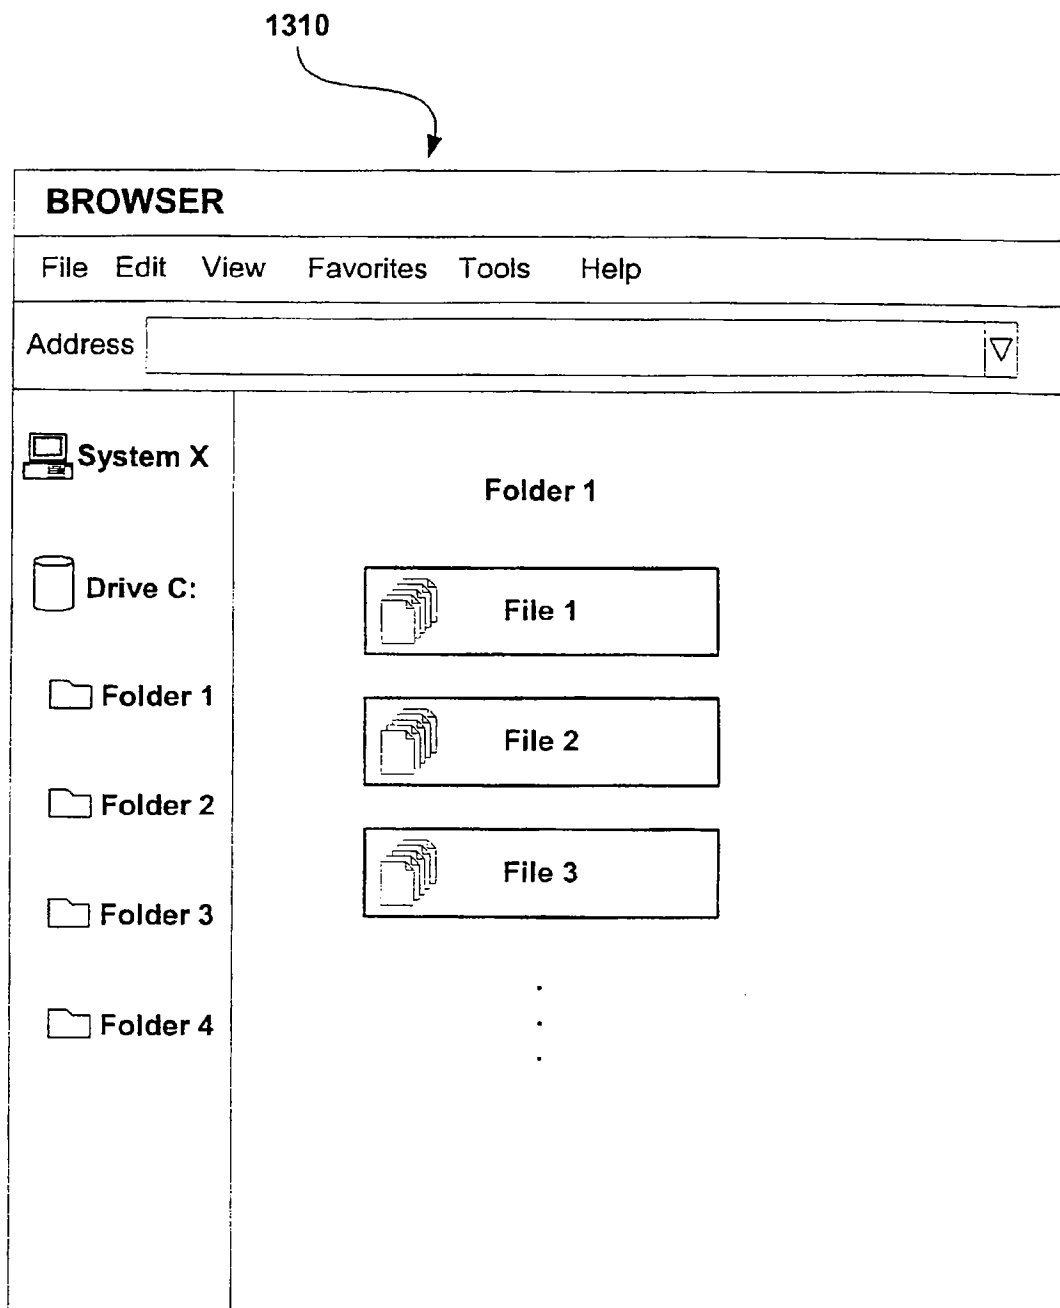 1310
BROWSER
File Edit View Favorites Tools Help
Address
System X
Drive C:
Folder 1
Folder 2
Folder 3
Folder 4
Folder 1
File 1
File 2
File 3